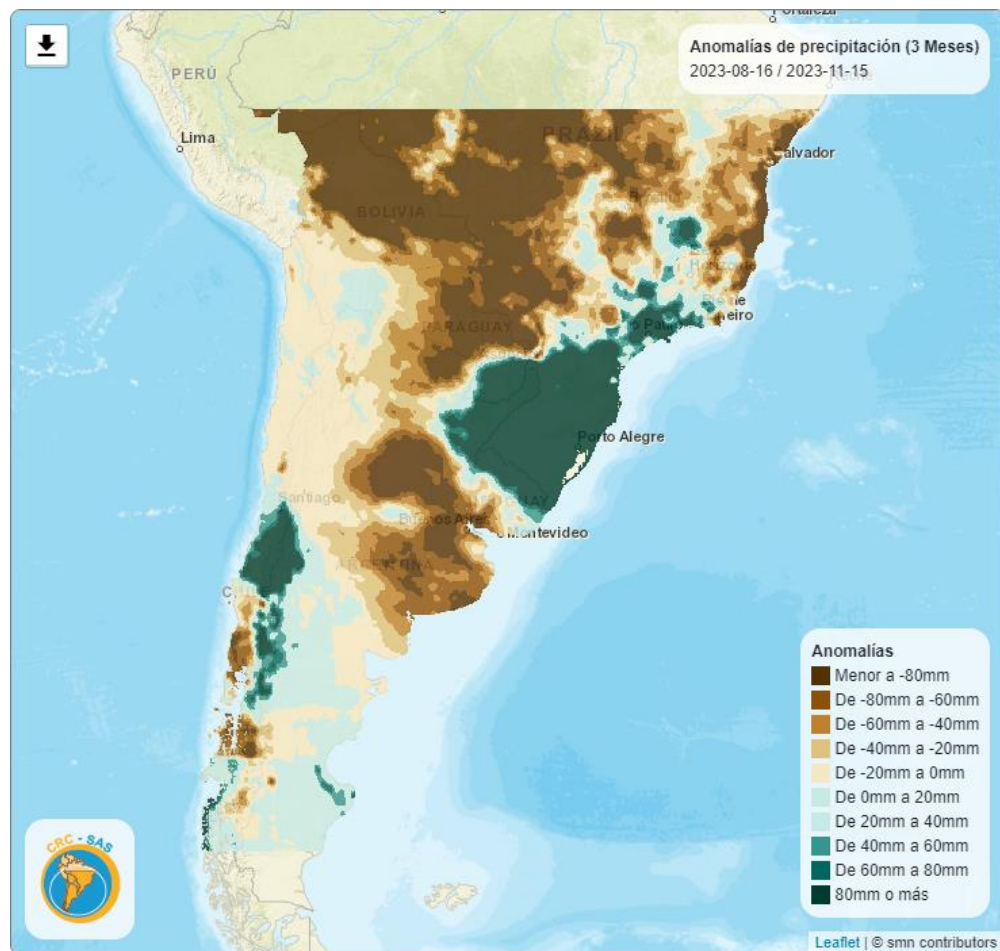 Anomalías de precipitación (3 Meses)
2023-08-16 / 2023-11-15
PERÚ
Lima
BRAZIL
Salvador
BOLIVIA
PARAGUAY
Porto Alegre
Santiago
URUGUAY
Buenos Aires
Montevideo
ARGENTINA
Anomalías
Menor a -80mm
De -80mm a -60mm
De -60mm a -40mm
De -40mm a -20mm
De -20mm a 0mm
De 0mm a 20mm
De 20mm a 40mm
De 40mm a 60mm
De 60mm a 80mm
80mm o más
CRC - SAS
Leaflet | © smn contributors